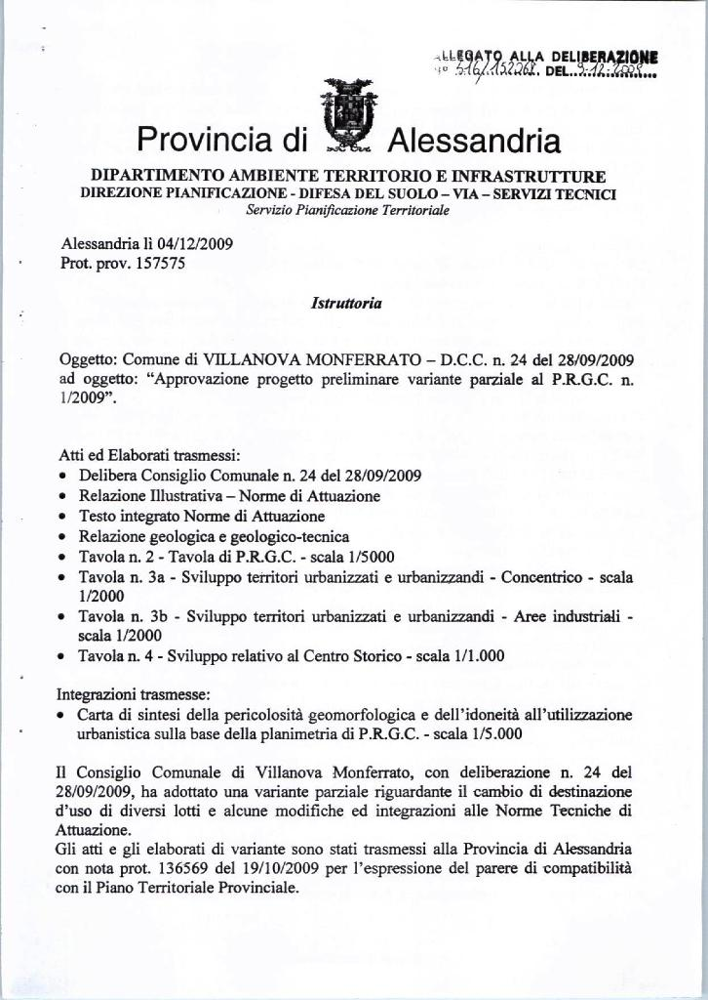 LLEGATO ALLA DELIBERAZIONE
DEL
Provincia di Alessandria
DIPARTIMENTO AMBIENTE TERRITORIO E INFRASTRUTTURE
DIREZIONE PIANIFICAZIONE - DIFESA DEL SUOLO – VIA – SERVIZI TECNICI
Servizio Pianificazione Territoriale
Alessandria lì 04/12/2009
Prot. prov. 157575
Istruttoria
Oggetto: Comune di VILLANOVA MONFERRATO – D.C.C. n. 24 del 28/09/2009
ad oggetto: “Approvazione progetto preliminare variante parziale al P.R.G.C. n.
1/2009”.
Atti ed Elaborati trasmessi:
• Delibera Consiglio Comunale n. 24 del 28/09/2009
• Relazione Illustrativa – Norme di Attuazione
• Testo integrato Norme di Attuazione
• Relazione geologica e geologico-tecnica
• Tavola n. 2 - Tavola di P.R.G.C. - scala 1/5000
• Tavola n. 3a - Sviluppo territori urbanizzati e urbanizzandi - Concentrico - scala
1/2000
• Tavola n. 3b - Sviluppo territori urbanizzati e urbanizzandi - Aree industriali -
scala 1/2000
• Tavola n. 4 - Sviluppo relativo al Centro Storico - scala 1/1.000
Integrazioni trasmesse:
• Carta di sintesi della pericolosità geomorfologica e dell’idoneità all’utilizzazione
urbanistica sulla base della planimetria di P.R.G.C. - scala 1/5.000
Il Consiglio Comunale di Villanova Monferrato, con deliberazione n. 24 del
28/09/2009, ha adottato una variante parziale riguardante il cambio di destinazione
d’uso di diversi lotti e alcune modifiche ed integrazioni alle Norme Tecniche di
Attuazione.
Gli atti e gli elaborati di variante sono stati trasmessi alla Provincia di Alessandria
con nota prot. 136569 del 19/10/2009 per l’espressione del parere di compatibilità
con il Piano Territoriale Provinciale.